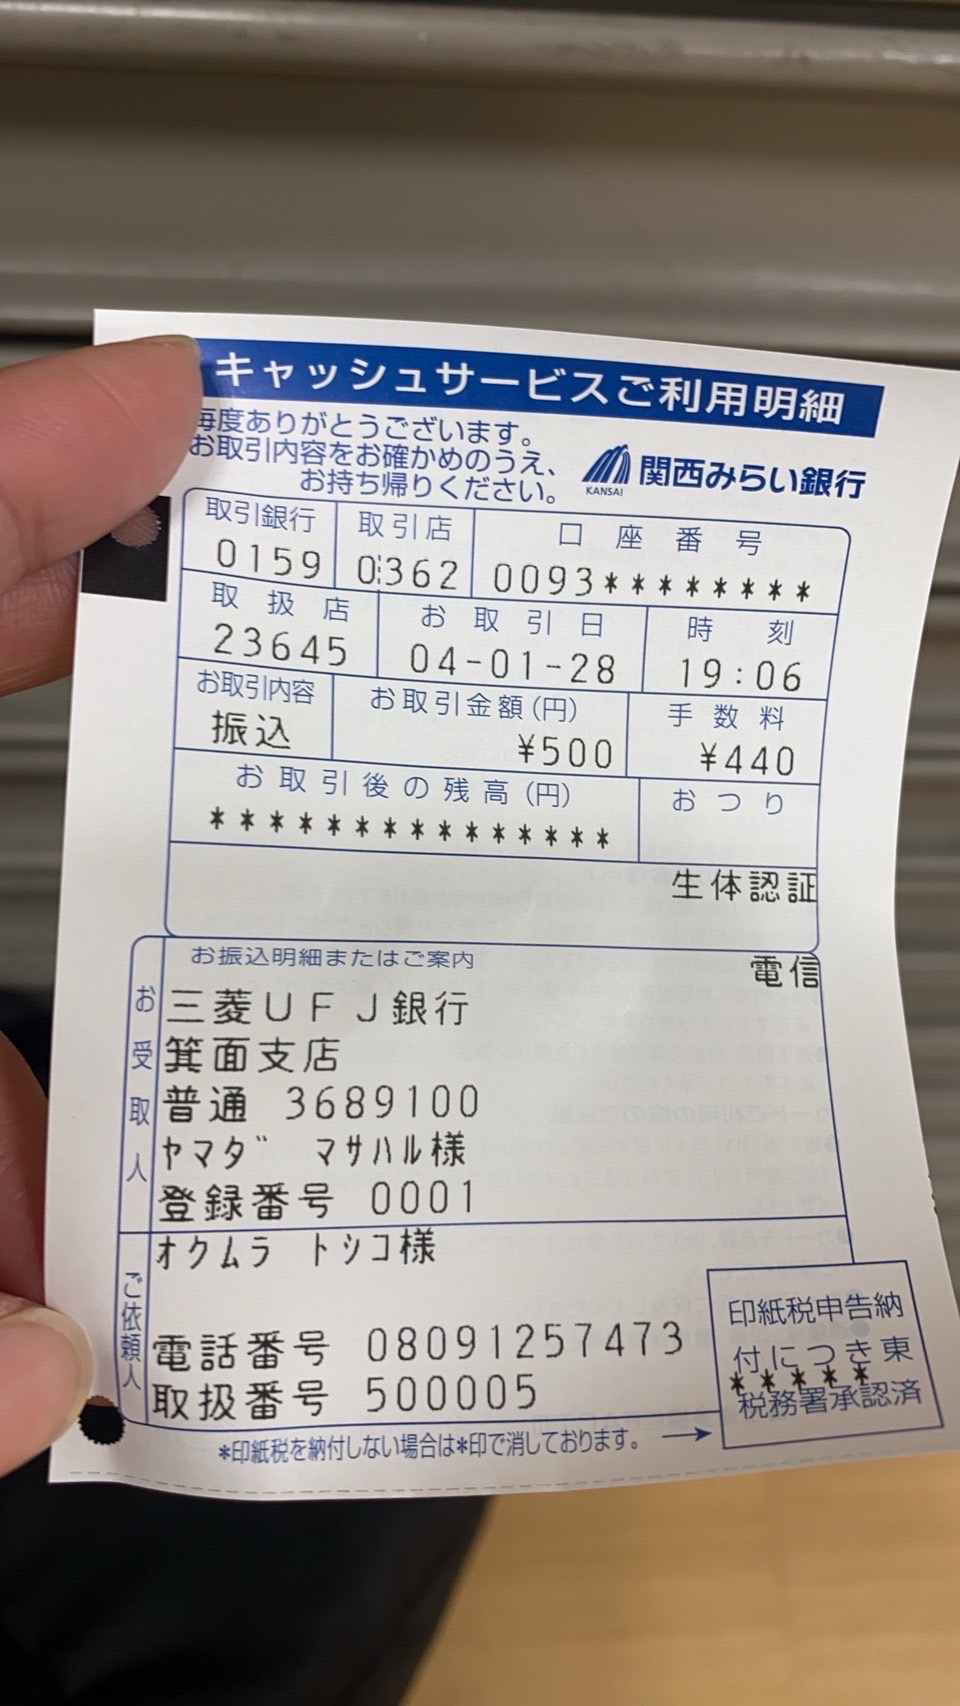 キャッシュサービスご利用明細
毎度ありがとうございます。
お取引内容をお確かめのうえ、
お持ち帰りください。
KANSAI
関西みらい銀行
取引銀行 取引店 口座番号
0159 0362 0093********
取扱店 お取引日 時刻
23645 04-01-28 19:06
お取引内容 お取引金額(円) 手数料
振込 ¥500 ¥440
お取引後の残高(円) おつり
***************
生体認証
お振込明細またはご案内
電信
お受取人
三菱UFJ銀行
箕面支店
普通 3689100
ヤマダ マサハル様
登録番号 0001
ご依頼人
オクムラ トシコ様
電話番号 08091257473
取扱番号 500005
印紙税申告納
付につき東
*****
税務署承認済
*印紙税を納付しない場合は*印で消しております。 →